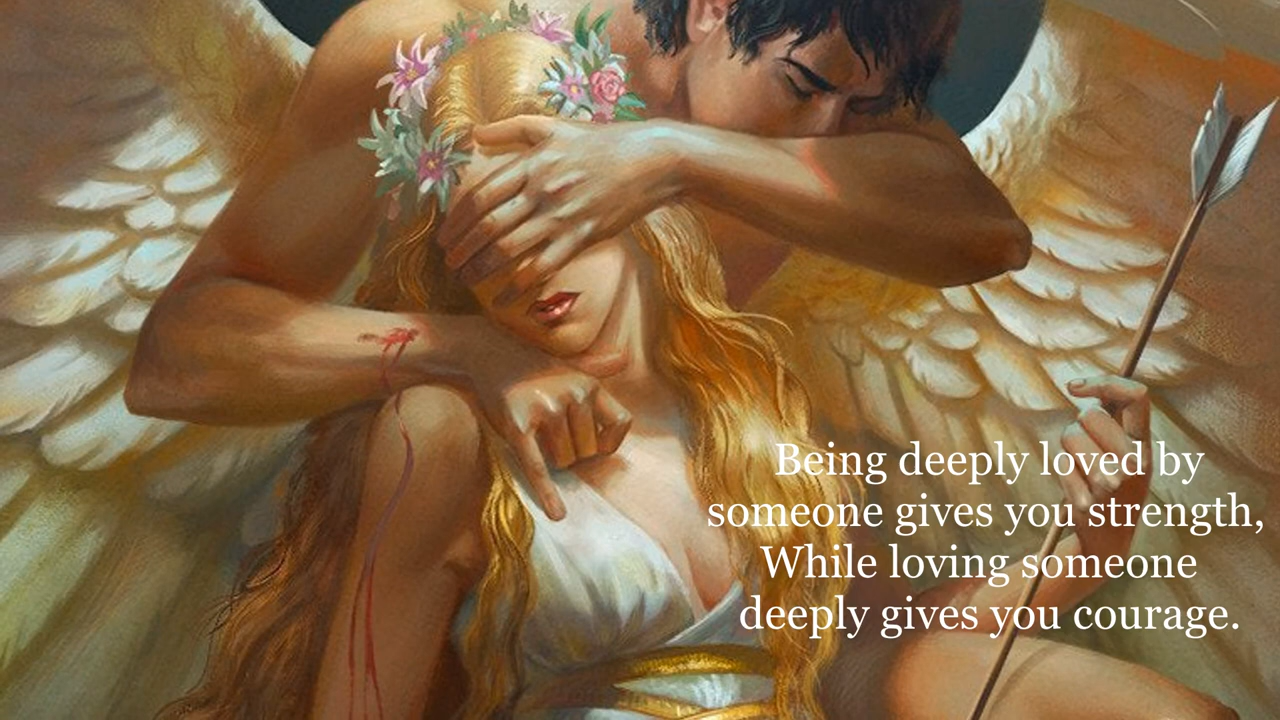 Being deeply loved by
someone gives you strength,
While loving someone
deeply gives you courage.